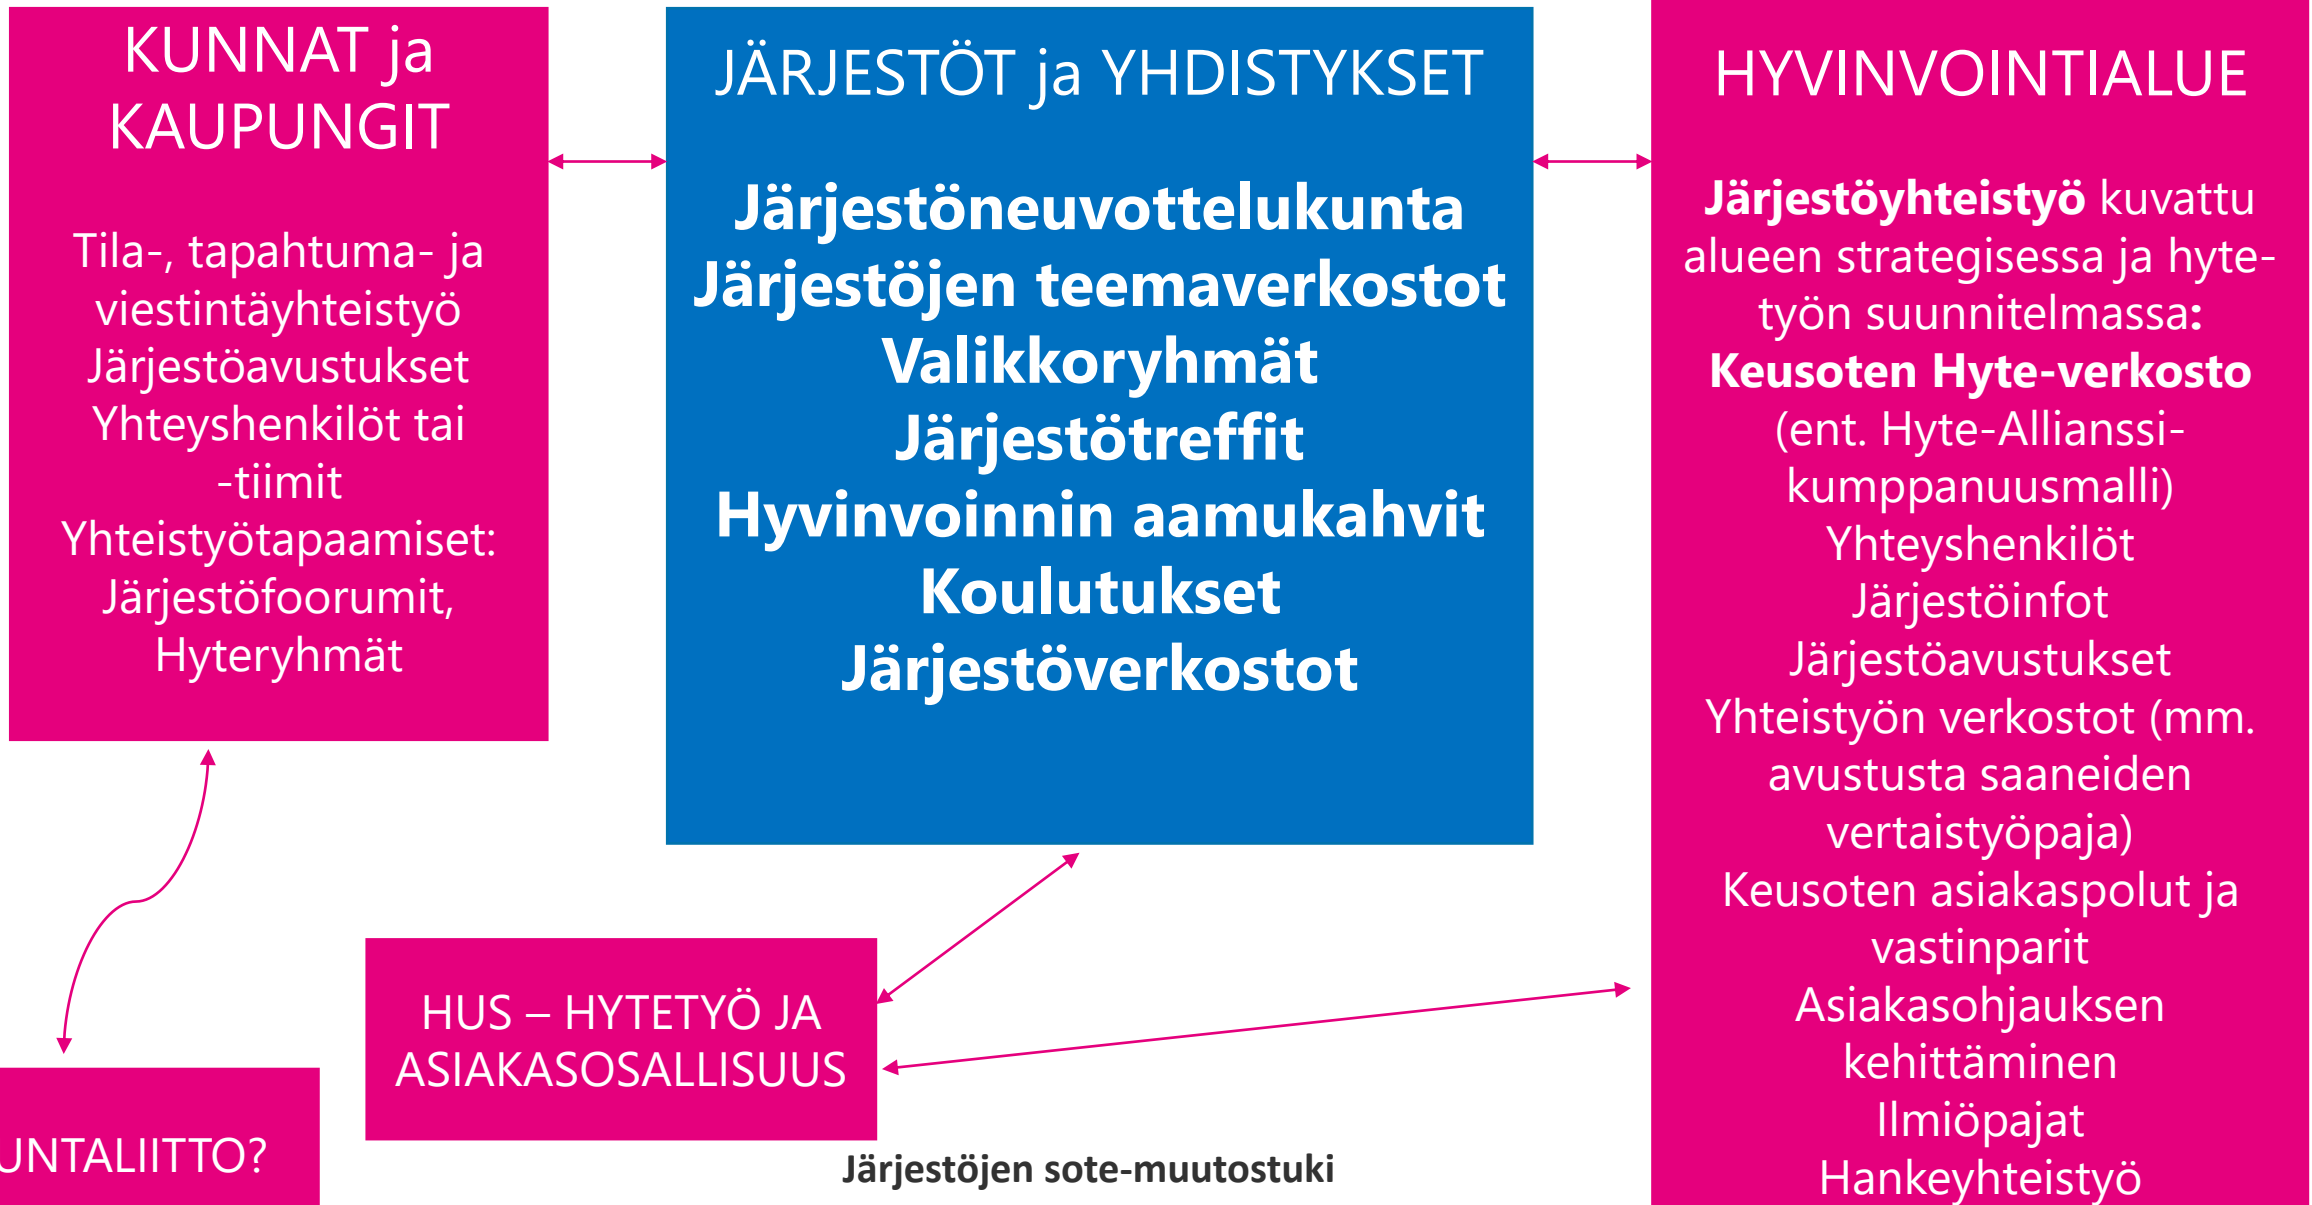 KUNNAT ja
KAUPUNGIT
Tila-, tapahtuma- ja
viestintäyhteistyö
Järjestöavustukset
Yhteyshenkilöt tai
-tiimit
Yhteistyötapaamiset:
Järjestöfoorumit,
Hyteryhmät
JÄRJESTÖT ja YHDISTYKSET
Järjestöneuvottelukunta
Järjestöjen teemaverkostot
Valikkoryhmät
Järjestötreffit
Hyvinvoinnin aamukahvit
Koulutukset
Järjestöverkostot
HYVINVOINTIALUE
Järjestöyhteistyö kuvattu
alueen strategisessa ja hyte-
työn suunnitelmassa:
Keusoten Hyte-verkosto
(ent. Hyte-Allianssi-
kumppanuusmalli)
Yhteyshenkilöt
Järjestöinfot
Järjestöavustukset
Yhteistyön verkostot (mm.
avustusta saaneiden
vertaistyöpaja)
Keusoten asiakaspolut ja
vastinparit
Asiakasohjauksen
kehittäminen
Ilmiöpajat
Hankeyhteistyö
HUS – HYTETYÖ JA
ASIAKASOSALLISUUS
UNTALIITTO?
Järjestöjen sote-muutostuki